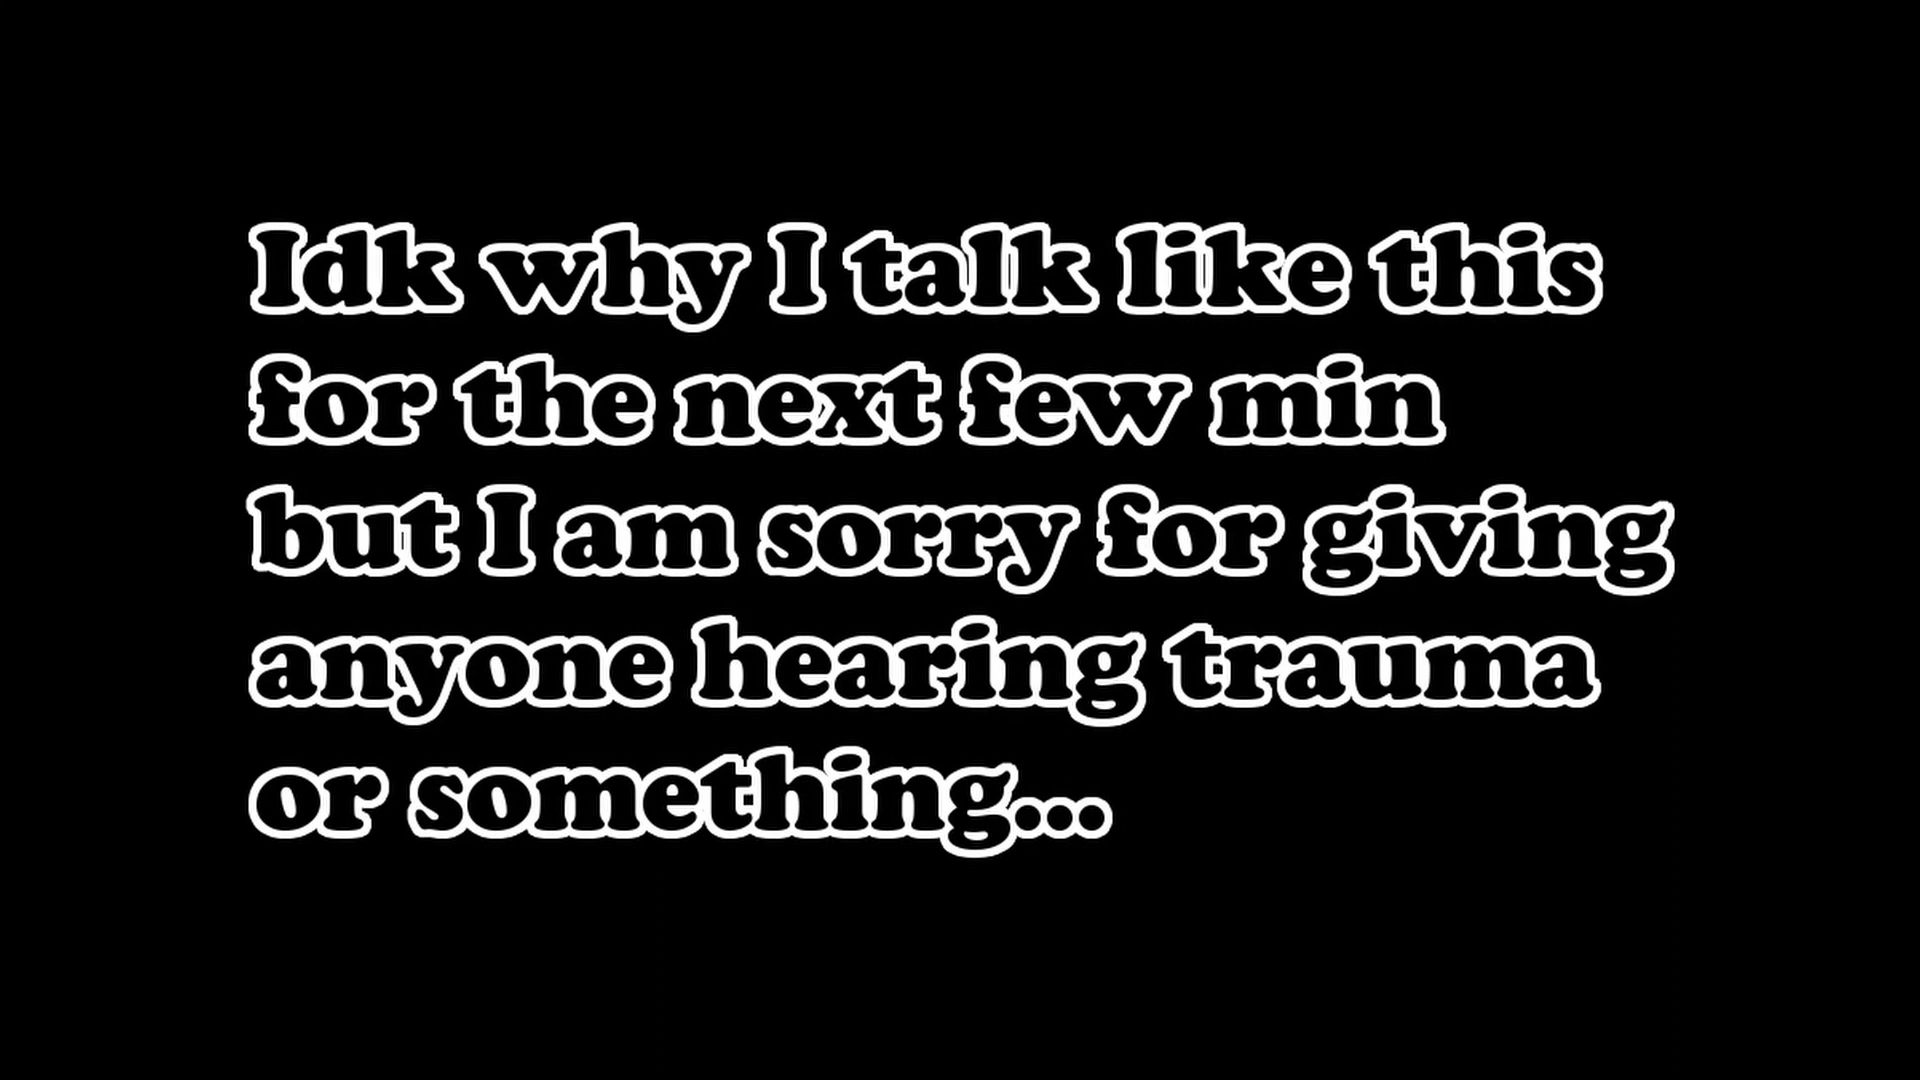 Idk why I talk like this
for the next few min
but I am sorry for giving
anyone hearing trauma
or something...